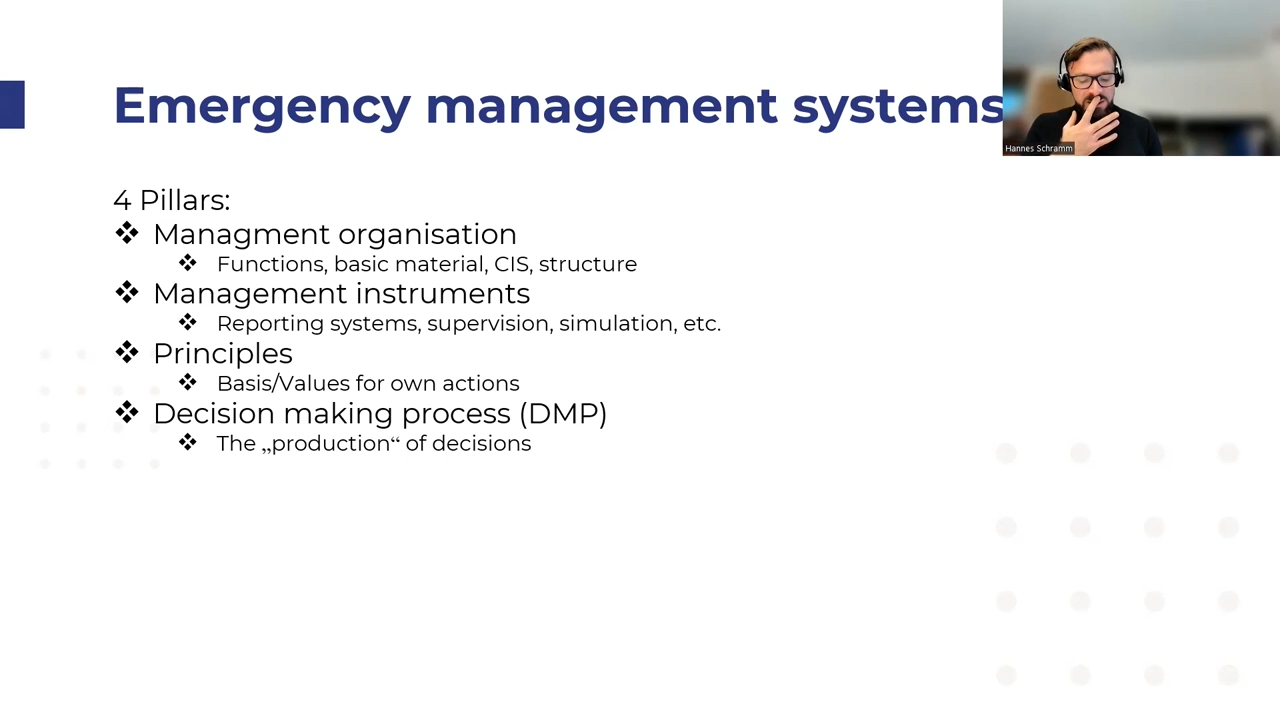 Emergency management systems
Hannes Schramm
4 Pillars:
❖ Managment organisation
❖ Functions, basic material, CIS, structure
❖ Management instruments
❖ Reporting systems, supervision, simulation, etc.
❖ Principles
❖ Basis/Values for own actions
❖ Decision making process (DMP)
❖ The „production“ of decisions